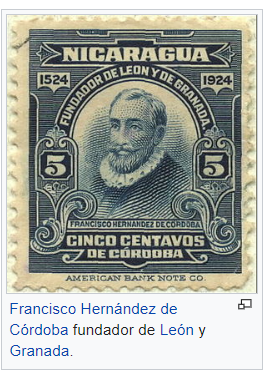 NICARAGUA
1524 1924
FUNDADOR DE LEON Y DE GRANADA.
5 5
FRANCISCO HERNANDEZ DE CORDOBA
CINCO CENTAVOS
DE CÓRDOBA
AMERICAN BANK NOTE CO
Francisco Hernández de
Córdoba fundador de León y
Granada.